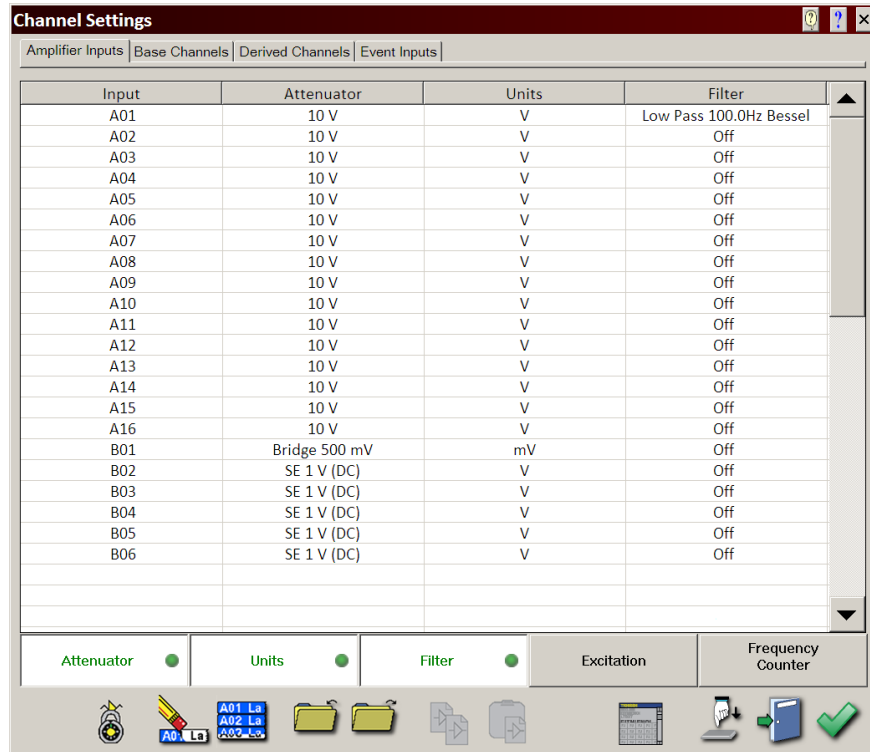 Channel Settings
Amplifier Inputs Base Channels Derived Channels Event Inputs
Input Attenuator Units Filter
A01 10 V V Low Pass 100.0Hz Bessel
A02 10 V V Off
A03 10 V V Off
A04 10 V V Off
A05 10 V V Off
A06 10 V V Off
A07 10 V V Off
A08 10 V V Off
A09 10 V V Off
A10 10 V V Off
A11 10 V V Off
A12 10 V V Off
A13 10 V V Off
A14 10 V V Off
A15 10 V V Off
A16 10 V V Off
B01 Bridge 500 mV mV Off
B02 SE 1 V (DC) V Off
B03 SE 1 V (DC) V Off
B04 SE 1 V (DC) V Off
B05 SE 1 V (DC) V Off
B06 SE 1 V (DC) V Off
Attenuator Units Filter Excitation Frequency
Counter
A01 La
A02 La
A03 La
A01 La